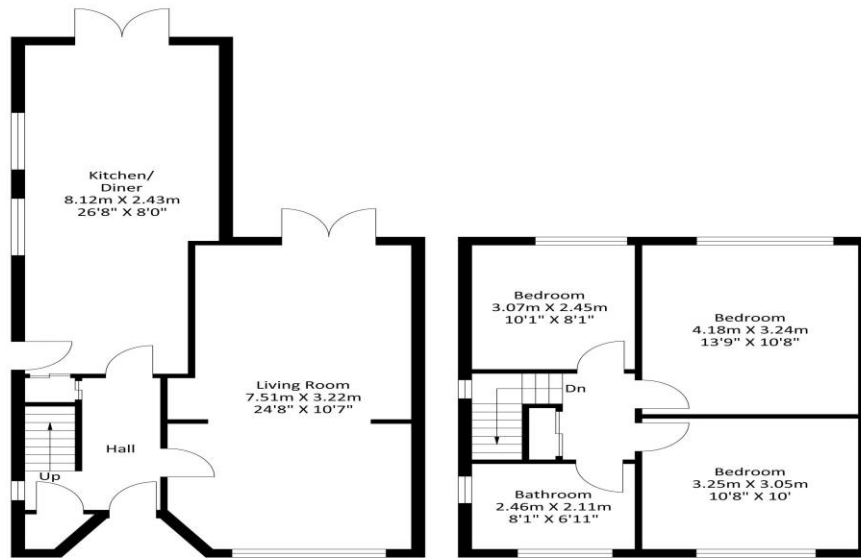 Kitchen/
Diner
8.12m X 2.43m
26'8" X 8'0"
Living Room
7.51m X 3.22m
24'8" X 10'7"
Hall
Up
Bedroom
3.07m X 2.45m
10'1" X 8'1"
Bedroom
4.18m X 3.24m
13'9" X 10'8"
Dn
Bathroom
2.46m X 2.11m
8'1" X 6'11"
Bedroom
3.25m X 3.05m
10'8" X 10'